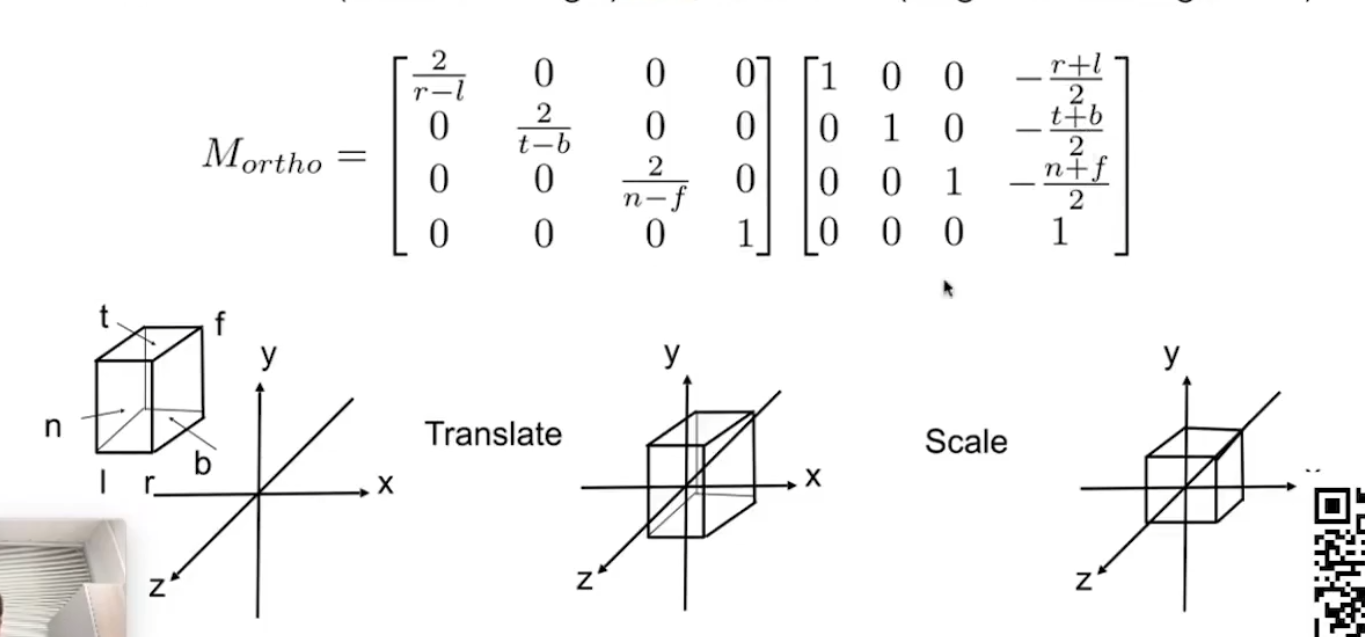 M_{ortho} = \begin{bmatrix} \frac{2}{r-l} & 0 & 0 & 0 \\ 0 & \frac{2}{t-b} & 0 & 0 \\ 0 & 0 & \frac{2}{n-f} & 0 \\ 0 & 0 & 0 & 1 \end{bmatrix} \begin{bmatrix} 1 & 0 & 0 & -\frac{r+l}{2} \\ 0 & 1 & 0 & -\frac{t+b}{2} \\ 0 & 0 & 1 & -\frac{n+f}{2} \\ 0 & 0 & 0 & 1 \end{bmatrix}
t
f
n
l
r
b
y
x
z
Translate
y
x
z
Scale
y
z